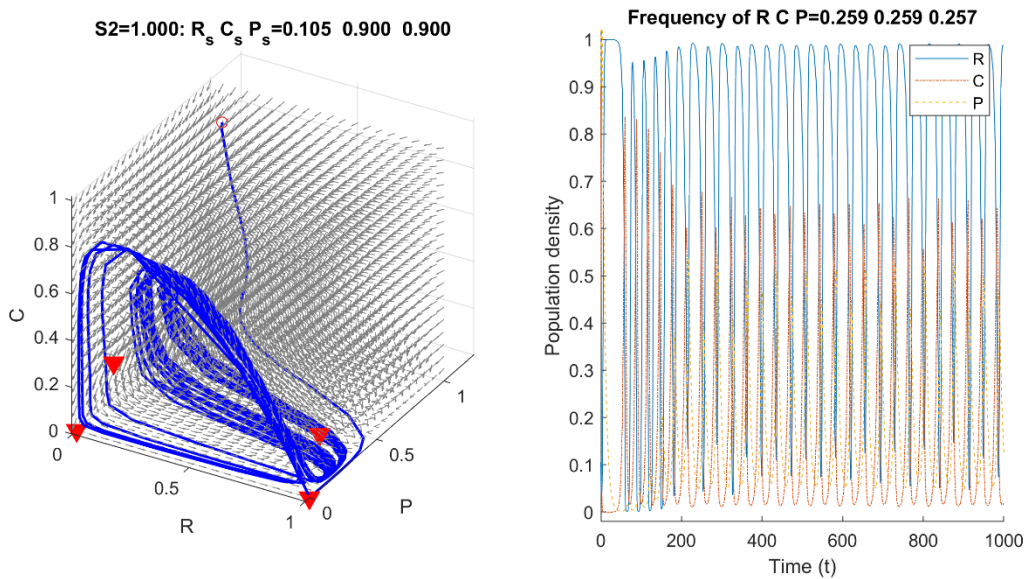 S2=1.000: R_s C_s P_s=0.105 0.900 0.900
1
0.8
0.6
0.4
0.2
0
C
0
0.5
1
R
0
0.5
1
P
Frequency of R C P=0.259 0.259 0.257
R
C
P
1
0.9
0.8
0.7
0.6
0.5
0.4
0.3
0.2
0.1
0
Population density
0 200 400 600 800 1000
Time (t)